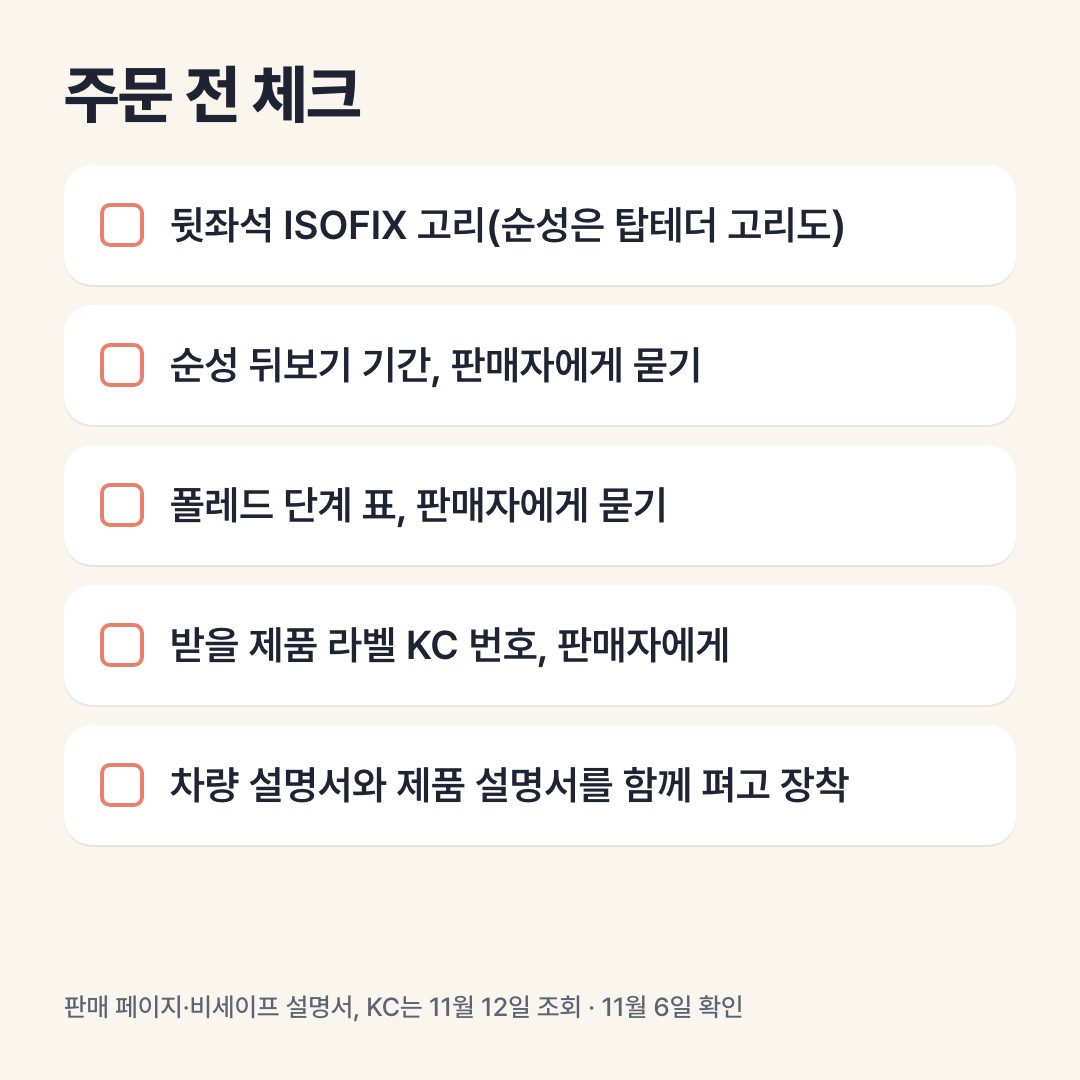 주문 전 체크
뒷좌석 ISOFIX 고리(순성은 탑테더 고리도)
순성 뒤보기 기간, 판매자에게 묻기
폴레드 단계 표, 판매자에게 묻기
받을 제품 라벨 KC 번호, 판매자에게
차량 설명서와 제품 설명서를 함께 펴고 장착
판매 페이지·비세이프 설명서, KC는 11월 12일 조회 · 11월 6일 확인